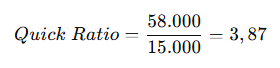 Quick Ratio = 58.000 / 15.000 = 3,87